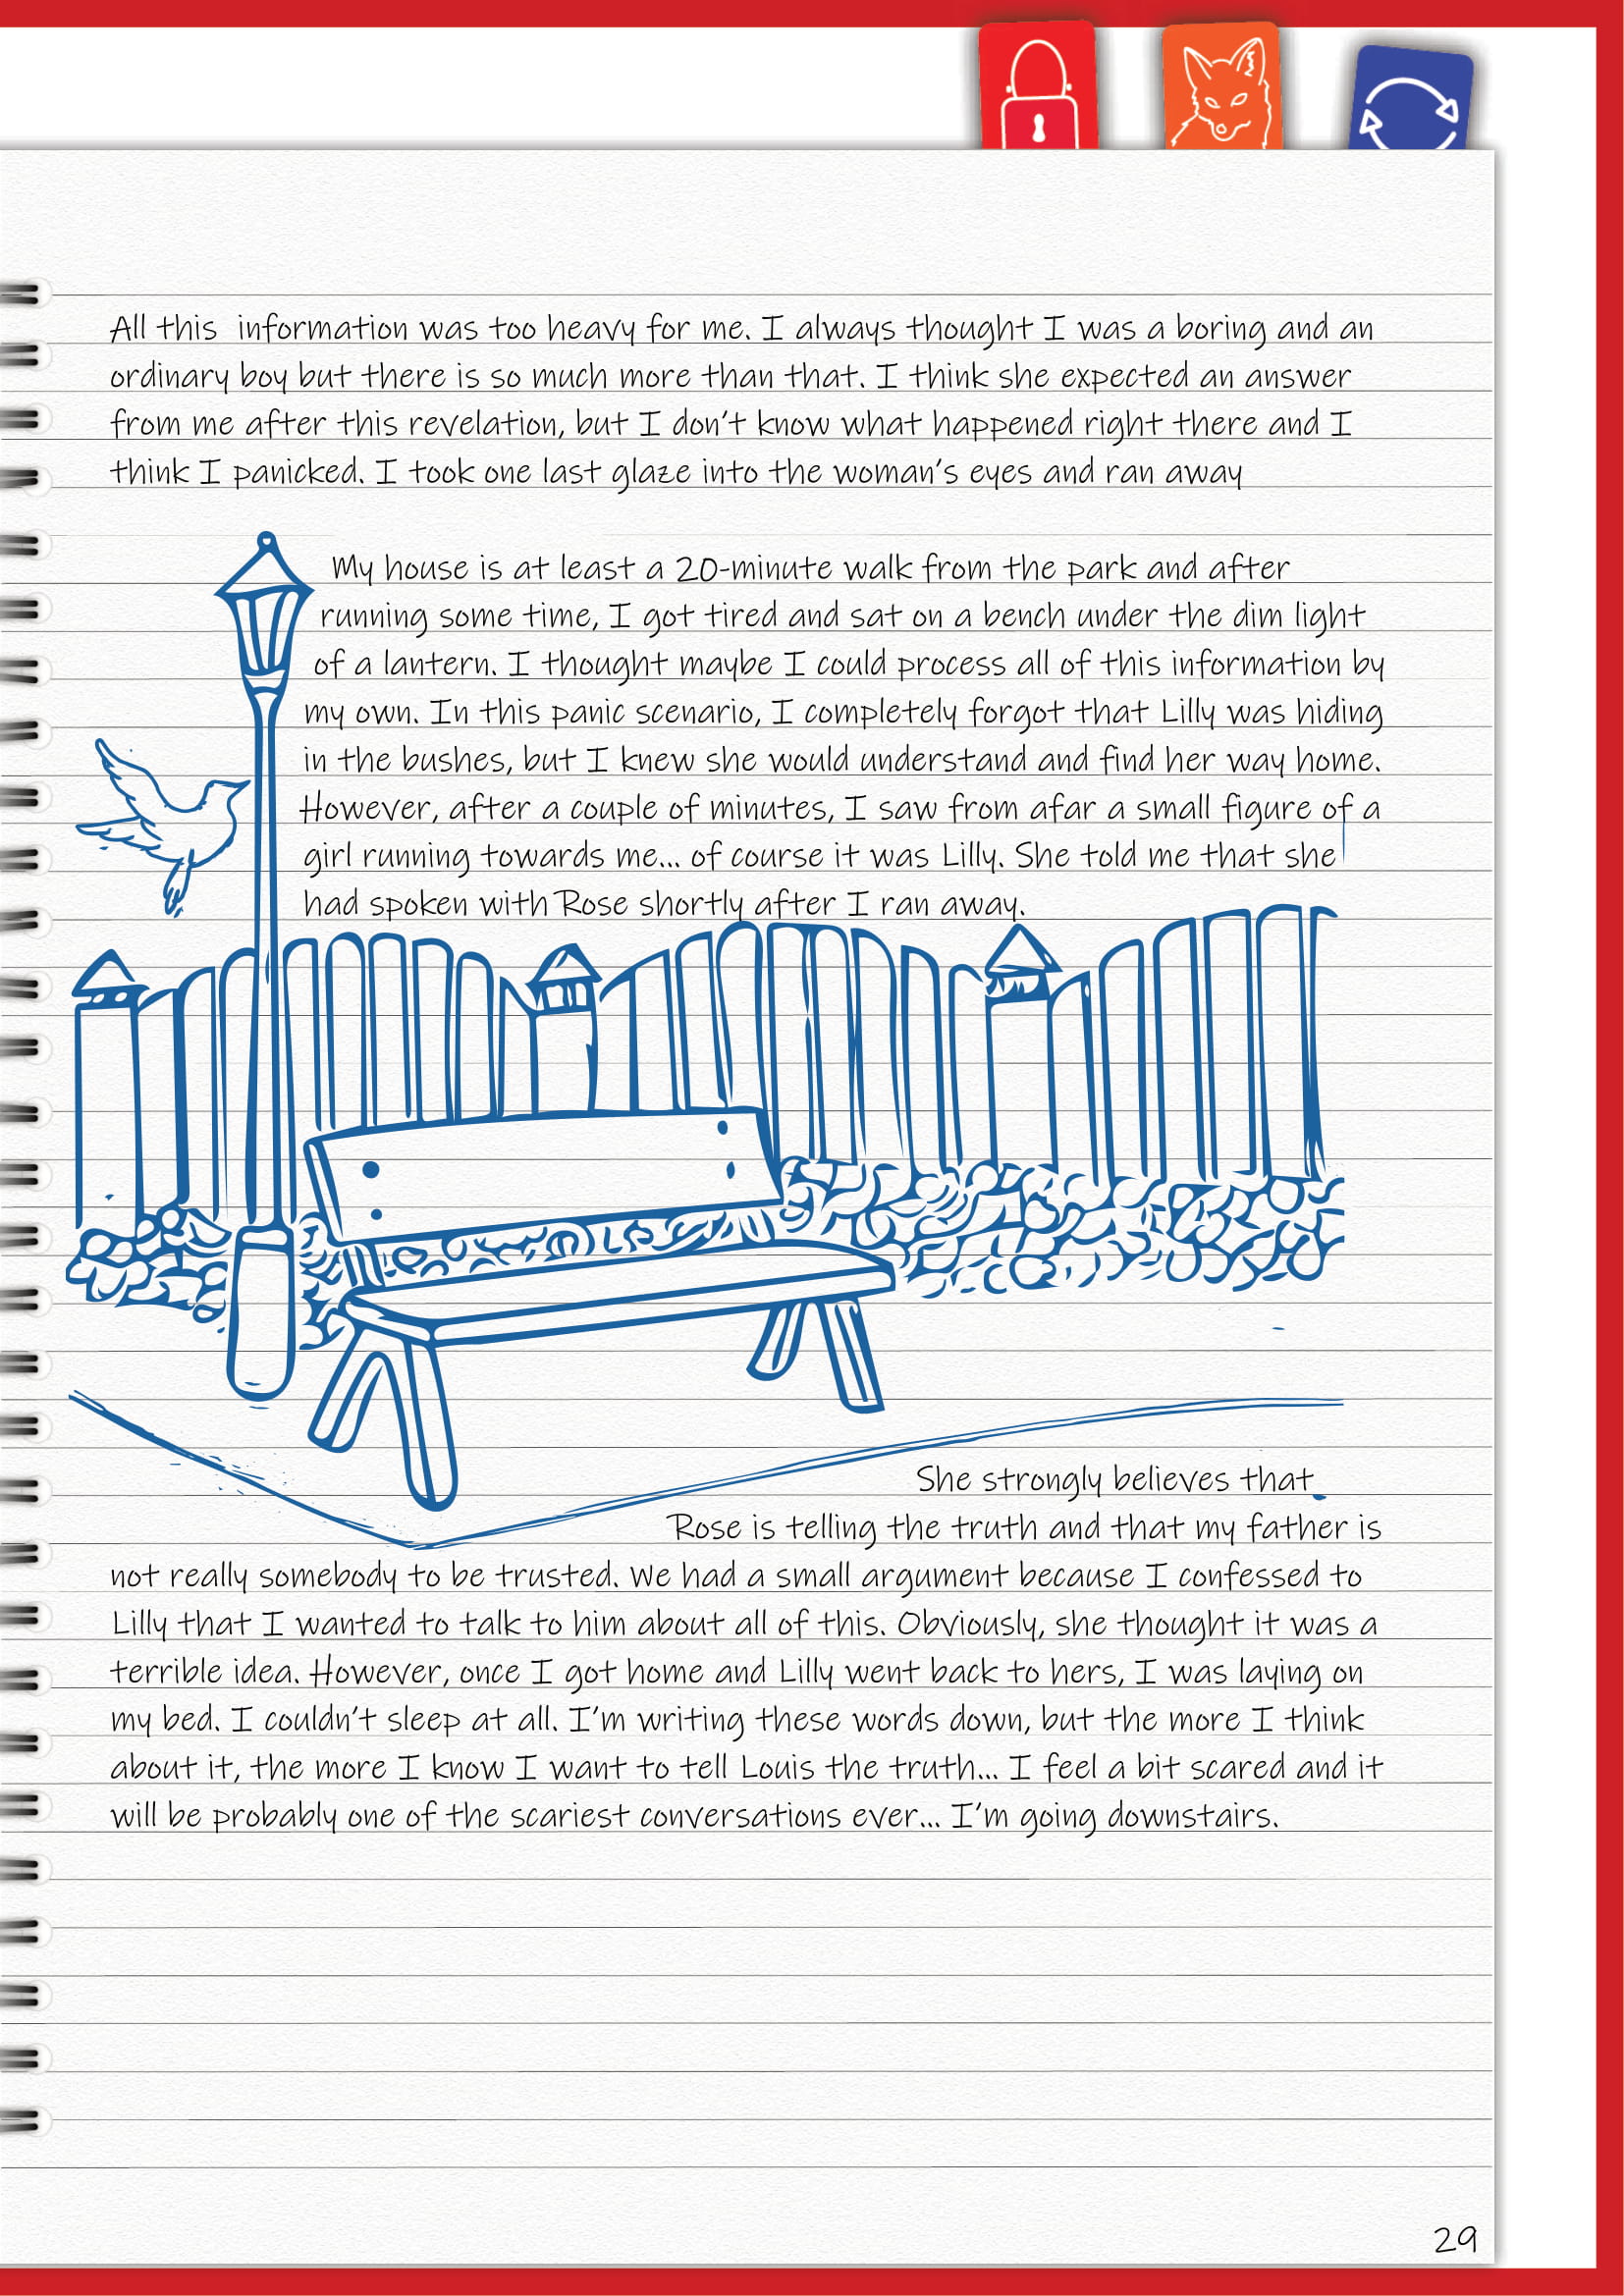 All this  information was too heavy for me. I always thought I was a boring and an
ordinary boy but there is so much more than that. I think she expected an answer
from me after this revelation, but I don't know what happened right there and I
think I panicked. I took one last glaze into the woman's eyes and ran away
My house is at least a 20-minute walk from the park and after
running some time, I got tired and sat on a bench under the dim light
of a lantern. I thought maybe I could process all of this information by
my own. In this panic scenario, I completely forgot that Lilly was hiding
in the bushes, but I knew she would understand and find her way home.
However, after a couple of minutes, I saw from afar a small figure of a
girl running towards me... of course it was Lilly. She told me that she
had spoken with Rose shortly after I ran away.
She strongly believes that
Rose is telling the truth and that my father is
not really somebody to be trusted. We had a small argument because I confessed to
Lilly that I wanted to talk to him about all of this. Obviously, she thought it was a
terrible idea. However, once I got home and Lilly went back to hers, I was laying on
my bed. I couldn't sleep at all. I'm writing these words down, but the more I think
about it, the more I know I want to tell Louis the truth... I feel a bit scared and it
will be probably one of the scariest conversations ever... I'm going downstairs.
29